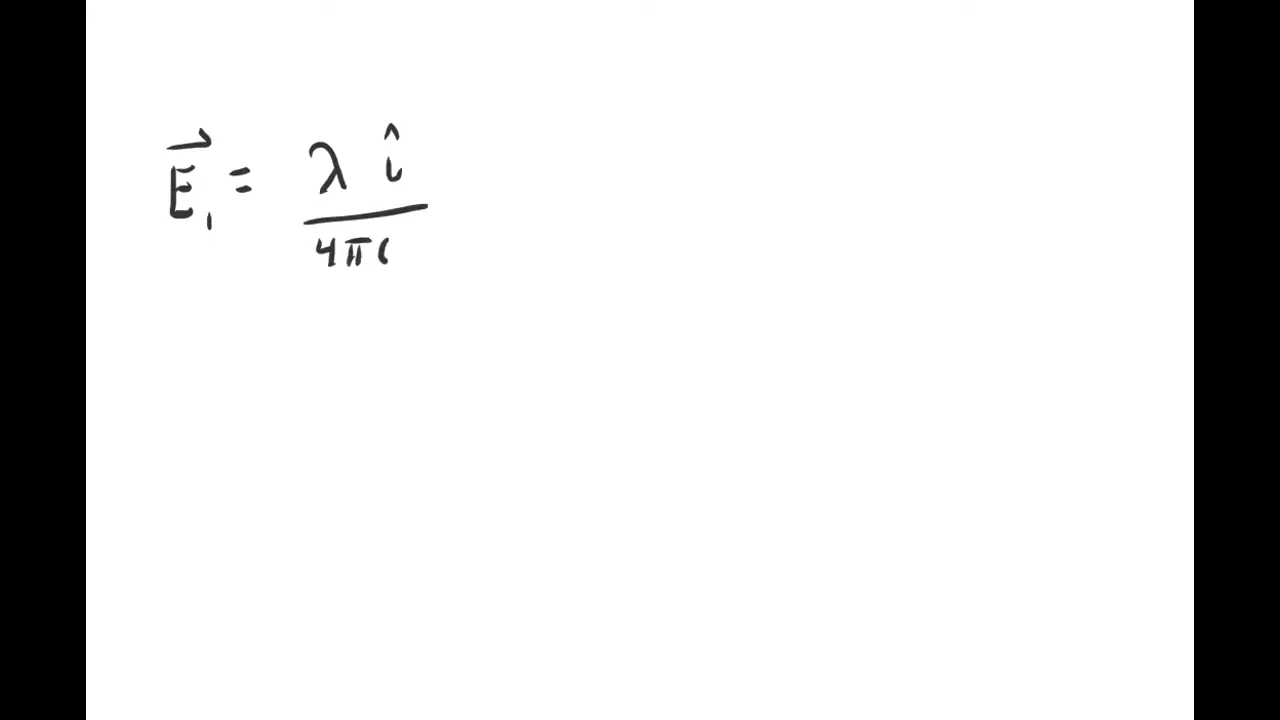 E⃗₁ = λ î / 4π(